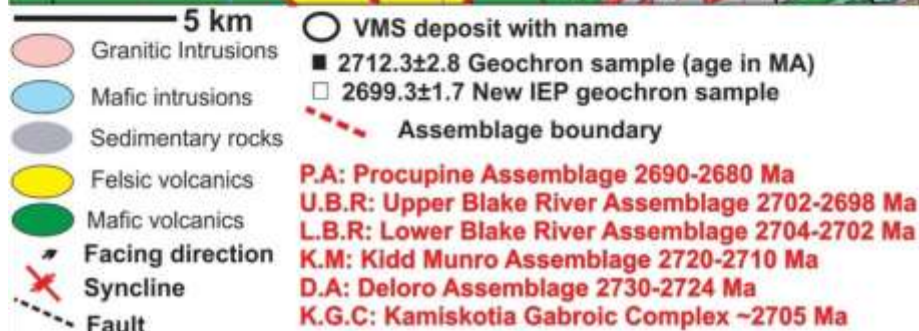 5 km
Granitic Intrusions
Mafic intrusions
Sedimentary rocks
Felsic volcanics
Mafic volcanics
Facing direction
Syncline
Fault
VMS deposit with name
2712.3±2.8 Geochron sample (age in MA)
2699.3±1.7 New IEP geochron sample
Assemblage boundary
P.A: Procupine Assemblage 2690-2680 Ma
U.B.R: Upper Blake River Assemblage 2702-2698 Ma
L.B.R: Lower Blake River Assemblage 2704-2702 Ma
K.M: Kidd Munro Assemblage 2720-2710 Ma
D.A: Deloro Assemblage 2730-2724 Ma
K.G.C: Kamiskotia Gabroic Complex ~2705 Ma